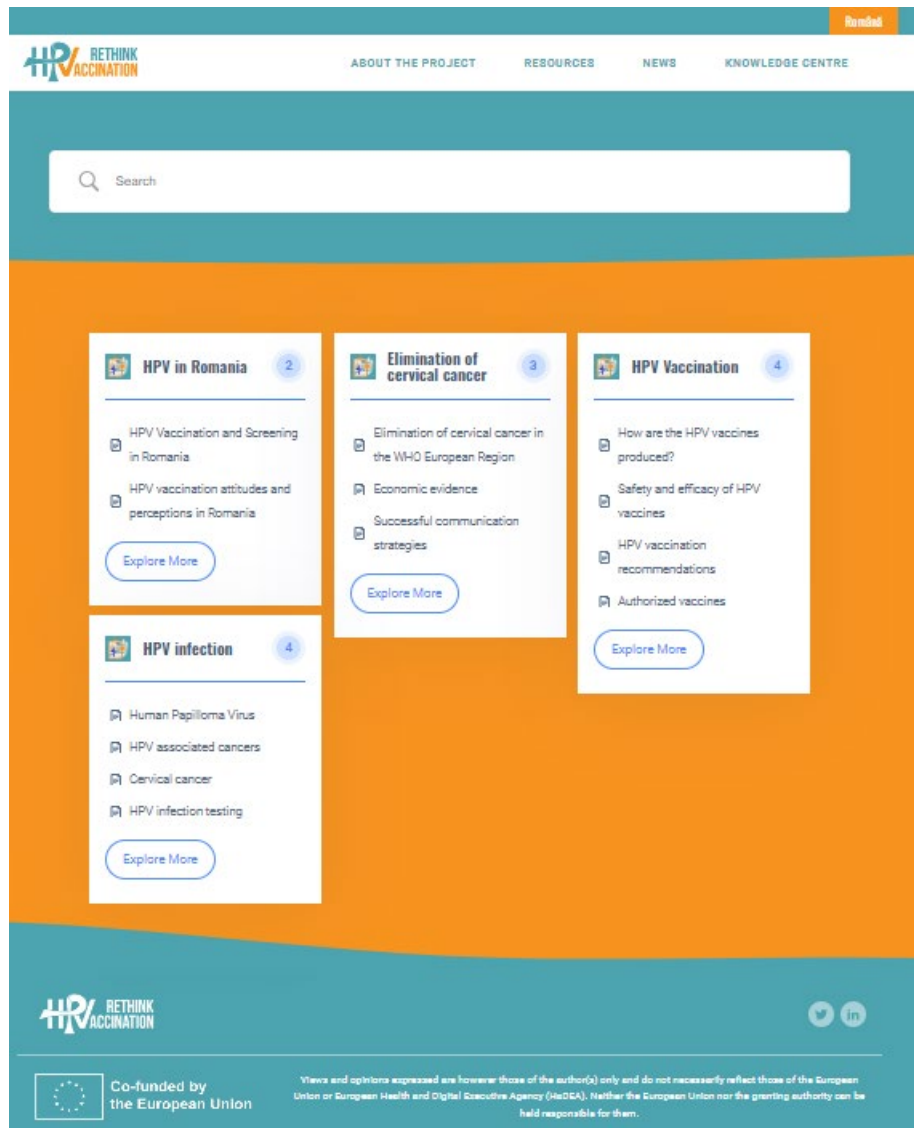 Română
HPV RETHINK
VACCINATION
ABOUT THE PROJECT
RESOURCES
NEWS
KNOWLEDGE CENTRE
Search
HPV in Romania
2
HPV Vaccination and Screening
in Romania
HPV vaccination attitudes and
perceptions in Romania
Explore More
Elimination of
cervical cancer
3
Elimination of cervical cancer in
the WHO European Region
Economic evidence
Successful communication
strategies
Explore More
HPV Vaccination
4
How are the HPV vaccines
produced?
Safety and efficacy of HPV
vaccines
HPV vaccination
recommendations
Authorized vaccines
Explore More
HPV infection
4
Human Papilloma Virus
HPV associated cancers
Cervical cancer
HPV infection testing
Explore More
HPV RETHINK
VACCINATION
in
Co-funded by
the European Union
Views and opinions expressed are however those of the author(s) only and do not necessarily reflect those of the European
Union or European Health and Digital Executive Agency (HaDEA). Neither the European Union nor the granting authority can be
held responsible for them.